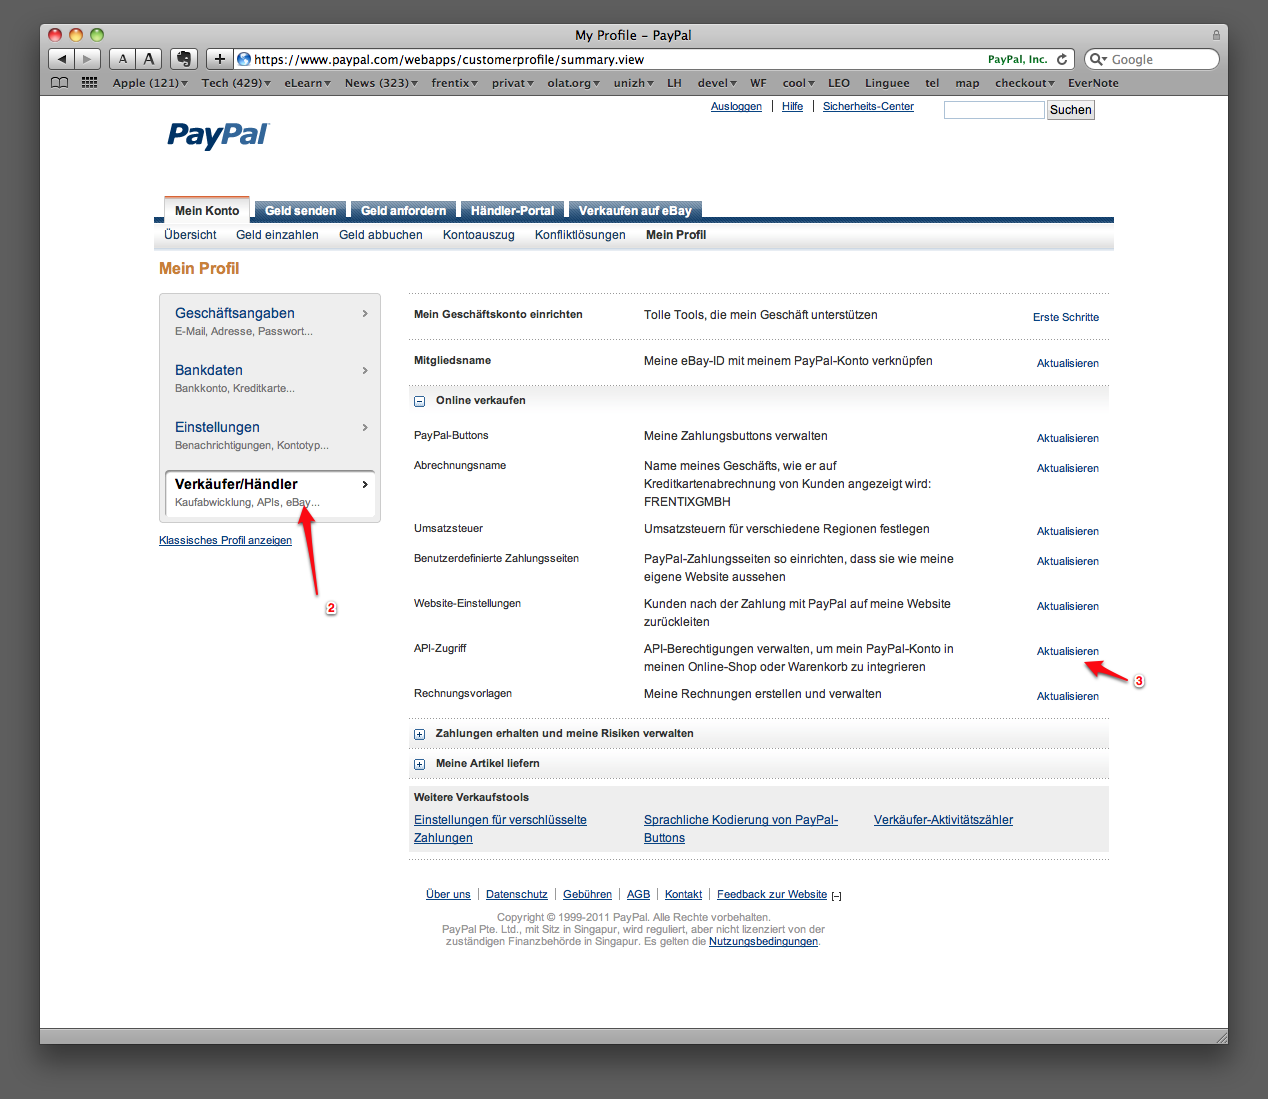 My Profile – PayPal
A A + https://www.paypal.com/webapps/customerprofile/summary.view PayPal, Inc. Google
Apple (121) Tech (429) eLearn News (323) frentix privat olat.org unizh LH devel WF cool LEO Linguee tel map checkout EverNote
Ausloggen Hilfe Sicherheits-Center Suchen
PayPal
Mein Konto Geld senden Geld anfordern Händler-Portal Verkaufen auf eBay
Übersicht Geld einzahlen Geld abbuchen Kontoauszug Konfliktlösungen Mein Profil
Mein Profil
Geschäftsangaben
E-Mail, Adresse, Passwort...
Bankdaten
Bankkonto, Kreditkarte...
Einstellungen
Benachrichtigungen, Kontotyp...
Verkäufer/Händler
Kaufabwicklung, APIs, eBay...
Klassisches Profil anzeigen
2
Mein Geschäftskonto einrichten Tolle Tools, die mein Geschäft unterstützen Erste Schritte
Mitgliedsname Meine eBay-ID mit meinem PayPal-Konto verknüpfen Aktualisieren
Online verkaufen
PayPal-Buttons Meine Zahlungsbuttons verwalten Aktualisieren
Abrechnungsname Name meines Geschäfts, wie er auf Aktualisieren
Kreditkartenabrechnung von Kunden angezeigt wird:
FRENTIXGMBH
Umsatzsteuer Umsatzsteuern für verschiedene Regionen festlegen Aktualisieren
Benutzerdefinierte Zahlungsseiten PayPal-Zahlungsseiten so einrichten, dass sie wie meine Aktualisieren
eigene Website aussehen
Website-Einstellungen Kunden nach der Zahlung mit PayPal auf meine Website Aktualisieren
zurückleiten
API-Zugriff API-Berechtigungen verwalten, um mein PayPal-Konto in Aktualisieren
meinen Online-Shop oder Warenkorb zu integrieren
3
Rechnungsvorlagen Meine Rechnungen erstellen und verwalten Aktualisieren
Zahlungen erhalten und meine Risiken verwalten
Meine Artikel liefern
Weitere Verkaufstools
Einstellungen für verschlüsselte Sprachliche Kodierung von PayPal- Verkäufer-Aktivitätszähler
Zahlungen Buttons
Über uns Datenschutz Gebühren AGB Kontakt Feedback zur Website [–]
Copyright © 1999-2011 PayPal. Alle Rechte vorbehalten.
PayPal Pte. Ltd., mit Sitz in Singapur, wird reguliert, aber nicht lizenziert von der
zuständigen Finanzbehörde in Singapur. Es gelten die Nutzungsbedingungen.